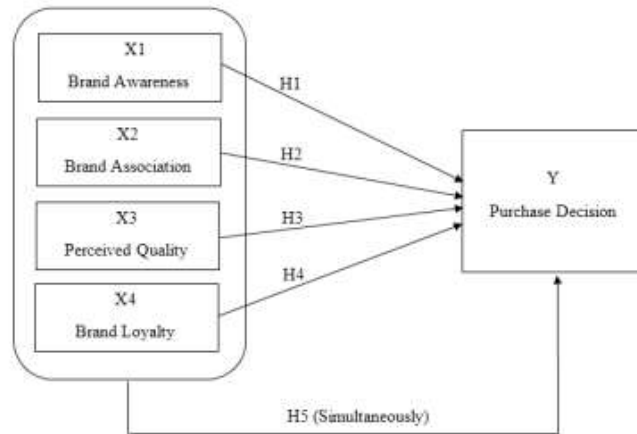 X1
Brand Awareness
X2
Brand Association
X3
Perceived Quality
X4
Brand Loyalty
H1
H2
H3
H4
Y
Purchase Decision
H5 (Simultaneously)